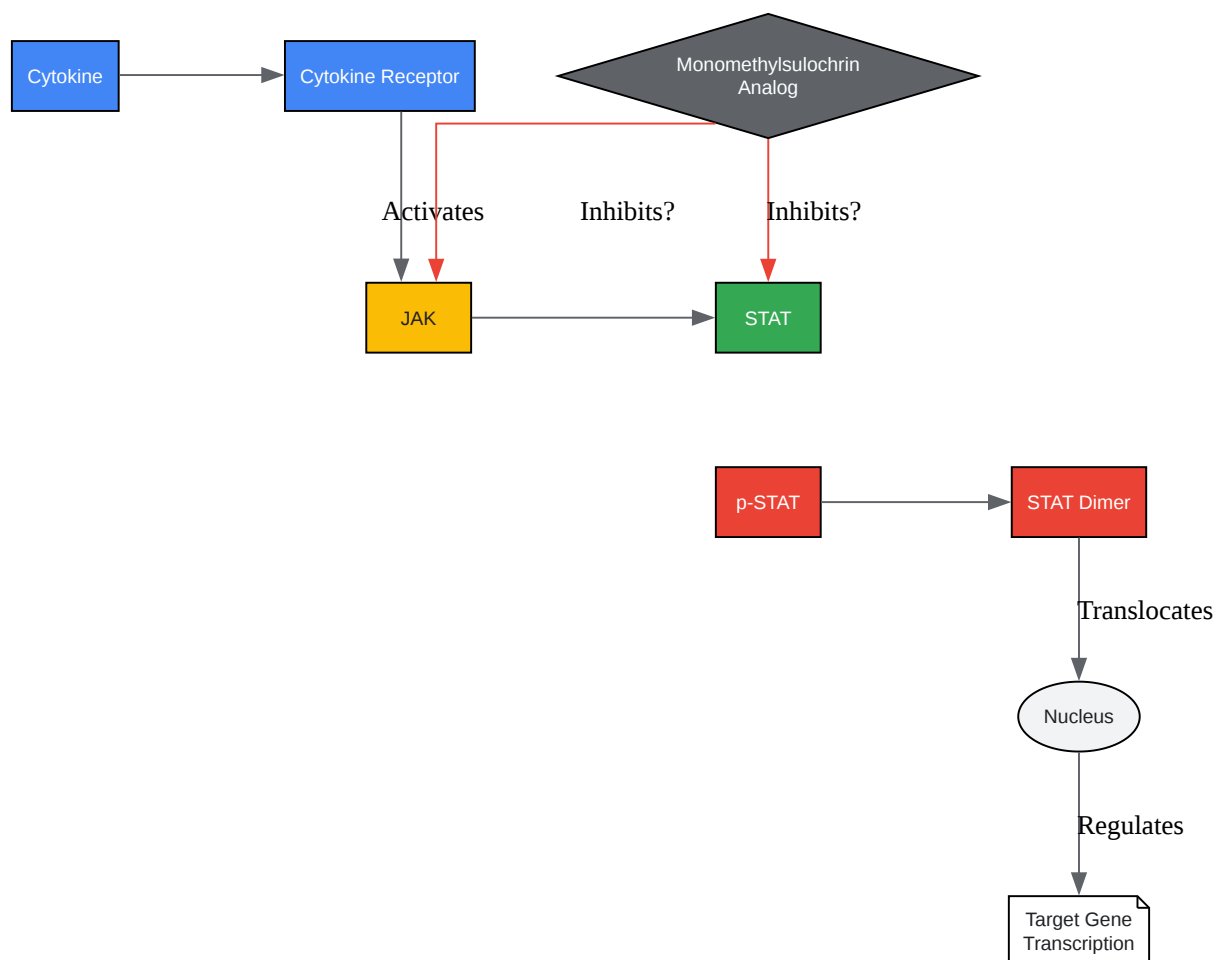 Cytokine
Cytokine Receptor
Monomethylsulochrin
Analog
Activates
Inhibits?
Inhibits?
JAK
STAT
p-STAT
STAT Dimer
Translocates
Nucleus
Regulates
Target Gene
Transcription